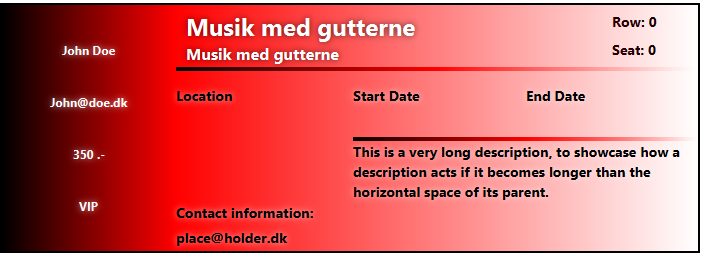 John Doe
John@doe.dk
350 .-
VIP
Musik med gutterne
Musik med gutterne
Row: 0
Seat: 0
Location
Start Date
End Date
This is a very long description, to showcase how a
description acts if it becomes longer than the
horizontal space of its parent.
Contact information:
place@holder.dk